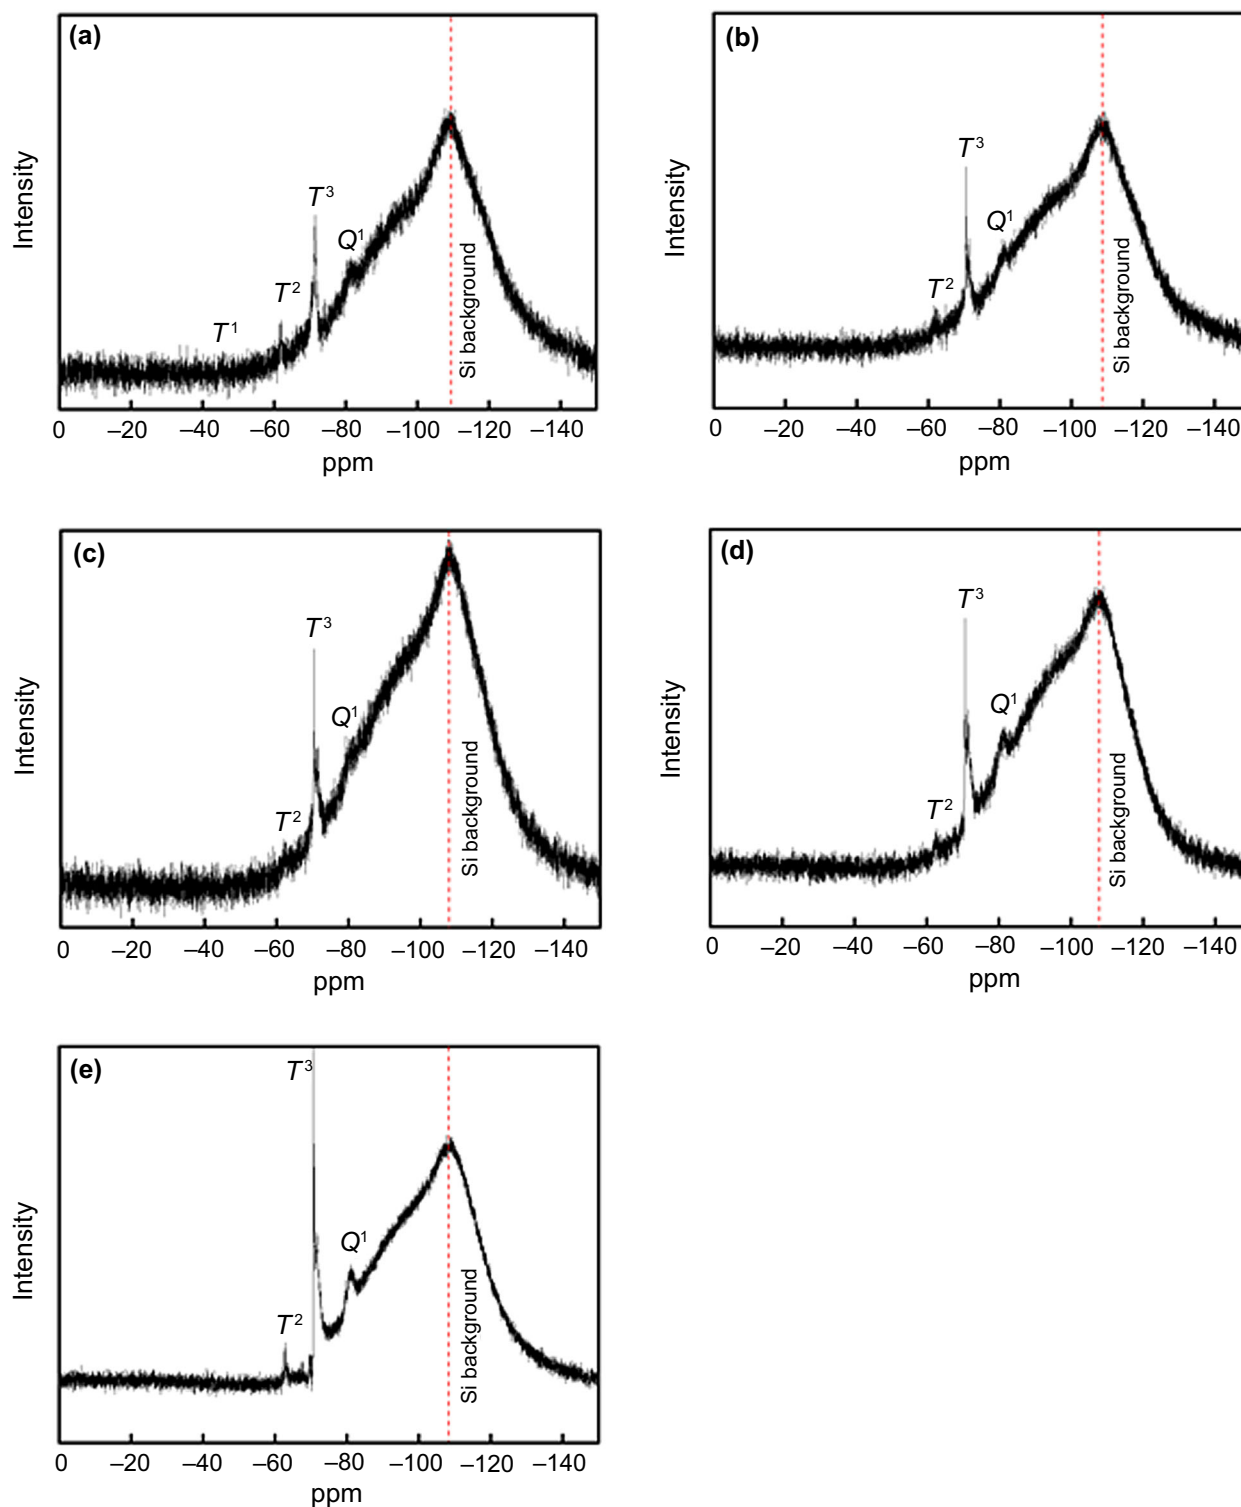 (a)
Intensity
T¹
T²
T³
Q¹
Si background
0 –20 –40 –60 –80 –100 –120 –140
ppm
(b)
Intensity
T²
T³
Q¹
Si background
0 –20 –40 –60 –80 –100 –120 –140
ppm
(c)
Intensity
T²
T³
Q¹
Si background
0 –20 –40 –60 –80 –100 –120 –140
ppm
(d)
Intensity
T²
T³
Q¹
Si background
0 –20 –40 –60 –80 –100 –120 –140
ppm
(e)
Intensity
T²
T³
Q¹
Si background
0 –20 –40 –60 –80 –100 –120 –140
ppm